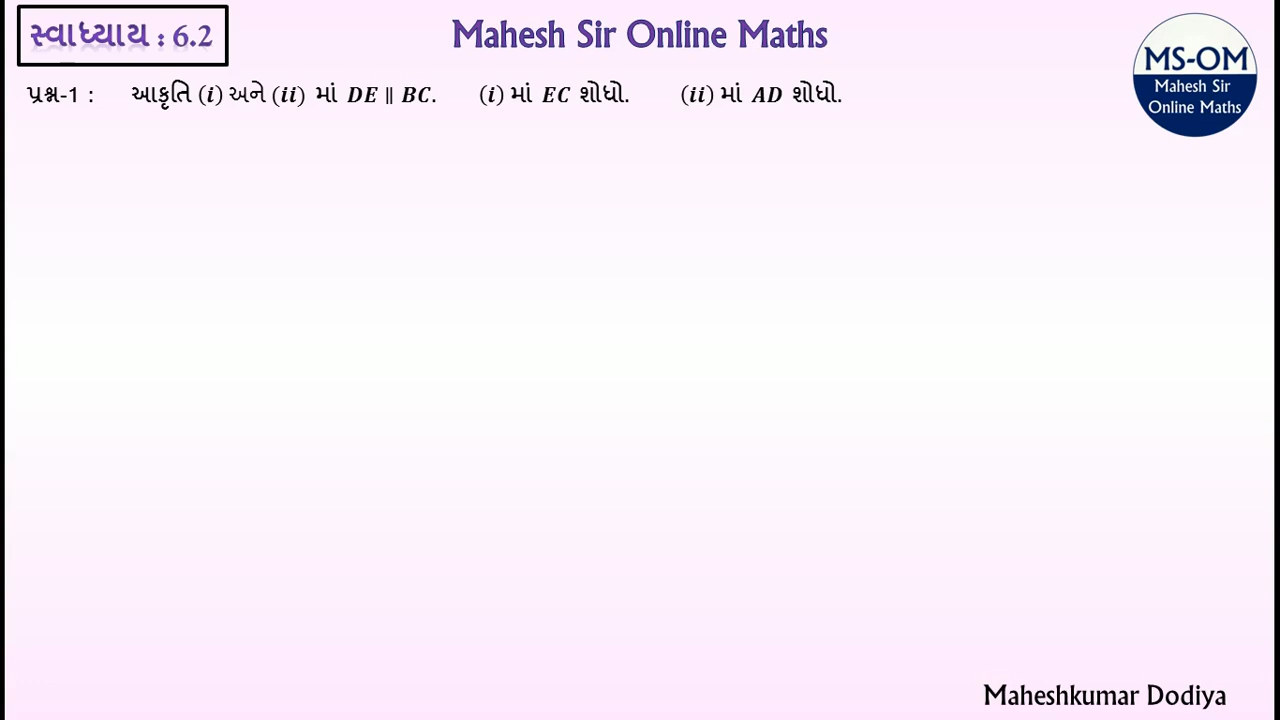 સ્વાધ્યાય : 6.2
Mahesh Sir Online Maths
MS-OM
Mahesh Sir
Online Maths
પ્રશ્ન-1 : આકૃતિ (i) અને (ii) માં DE ∥ BC. (i) માં EC શોધો. (ii) માં AD શોધો.
Maheshkumar Dodiya